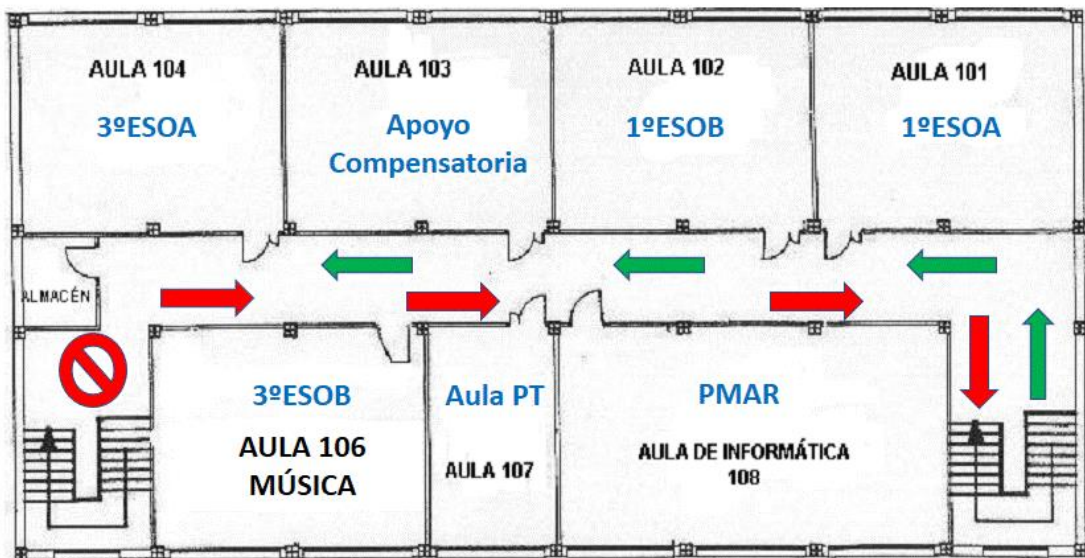 AULA 104
3ºESOA
AULA 103
Apoyo
Compensatoria
AULA 102
1ºESOB
AULA 101
1ºESOA
ALMACÉN
3ºESOB
AULA 106
MÚSICA
Aula PT
AULA 107
PMAR
AULA DE INFORMÁTICA
108